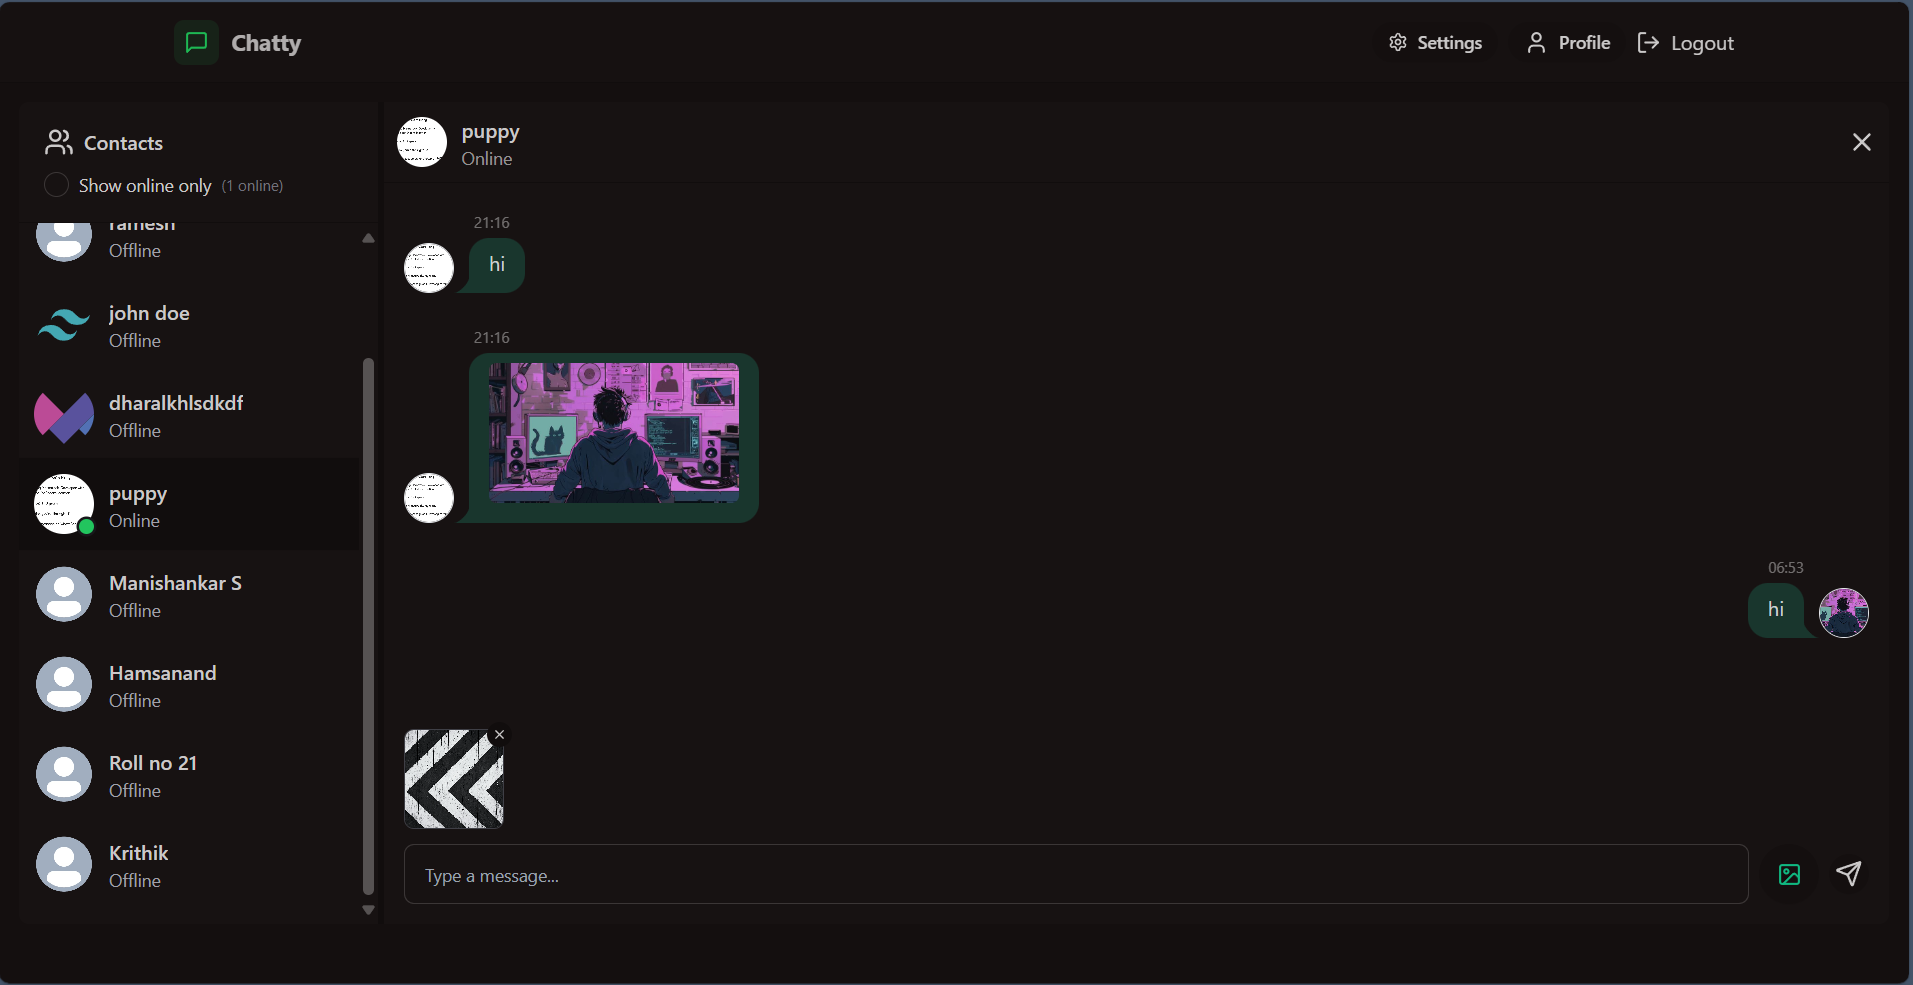 Chatty
Settings
Profile
Logout
Contacts
Show online only (1 online)
ramesh
Offline
john doe
Offline
dharalkhlsdkdf
Offline
puppy
Online
Manishankar S
Offline
Hamsanand
Offline
Roll no 21
Offline
Krithik
Offline
puppy
Online
21:16
hi
21:16
06:53
hi
Type a message...